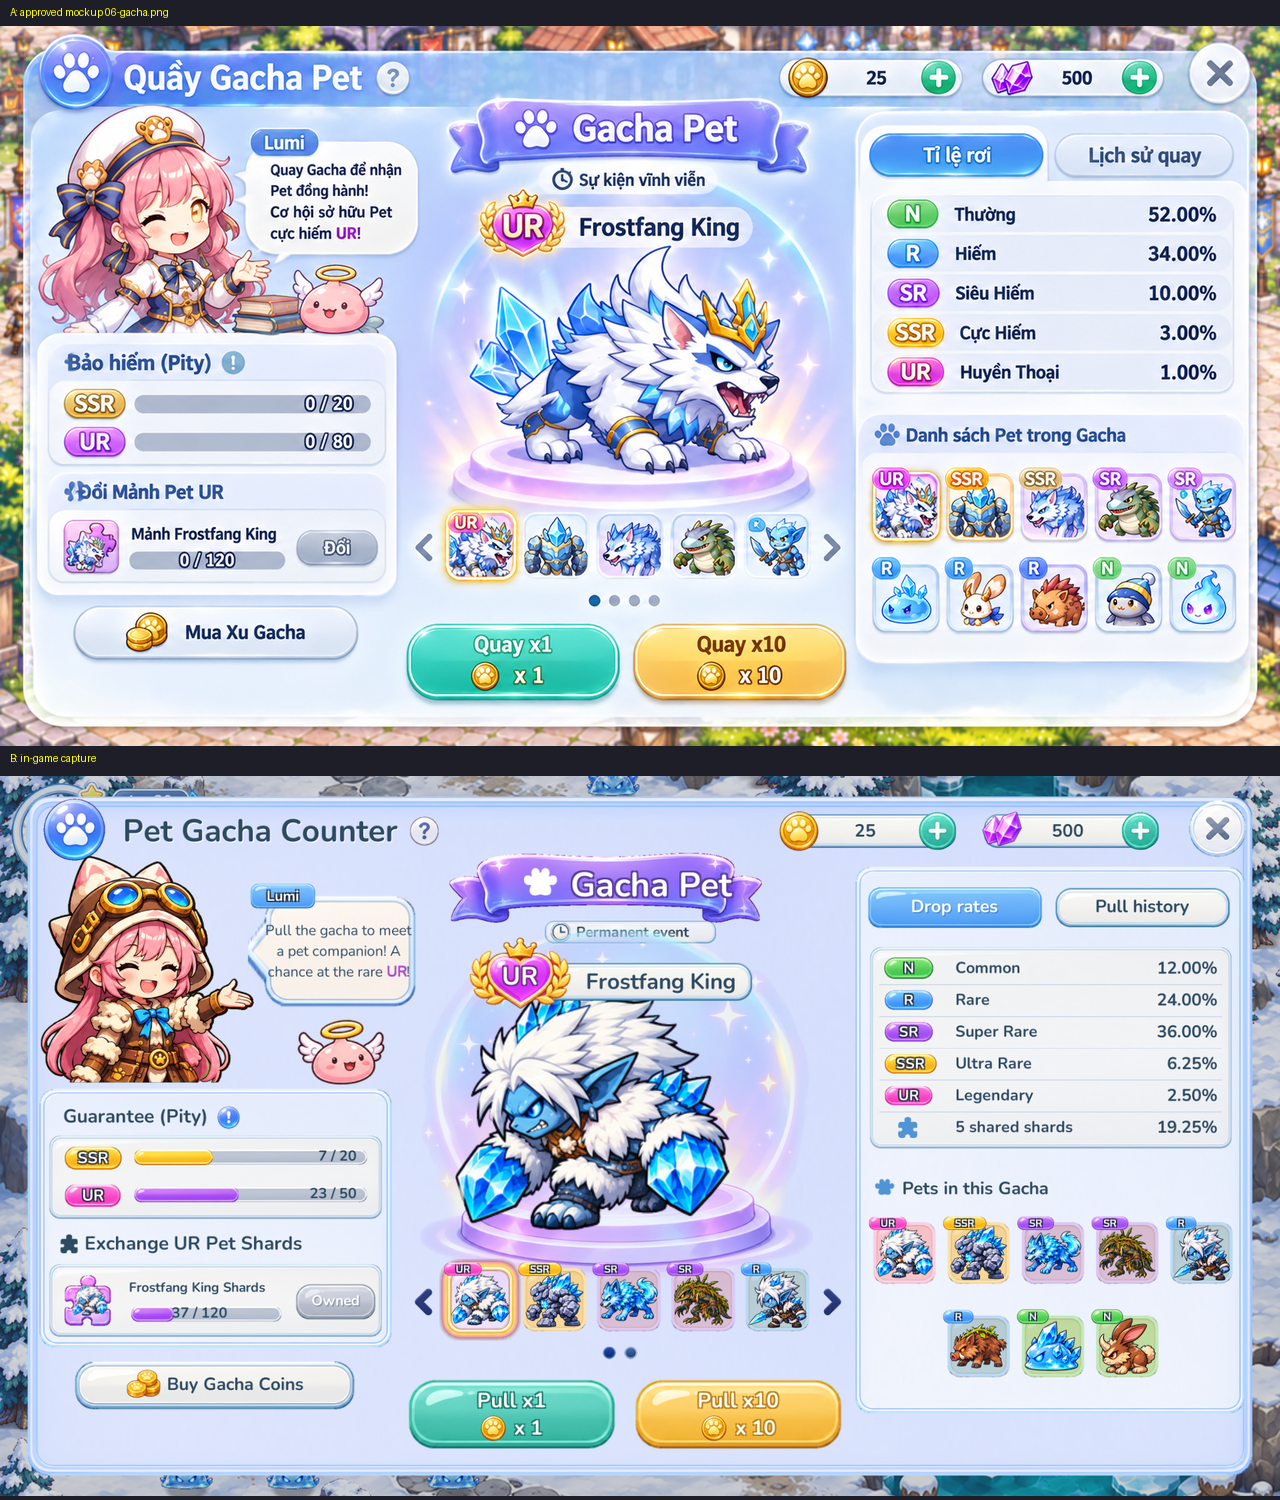 A: approved mockup 06-gacha.png
Quầy Gacha Pet ?
25
500
Lumi
Quay Gacha để nhận
Pet đồng hành!
Cơ hội sở hữu Pet
cực hiếm UR!
Gacha Pet
Sự kiện vĩnh viễn
UR Frostfang King
Tỉ lệ rơi
Lịch sử quay
N Thường 52.00%
R Hiếm 34.00%
SR Siêu Hiếm 10.00%
SSR Cực Hiếm 3.00%
UR Huyền Thoại 1.00%
Bảo hiếm (Pity) !
SSR 0 / 20
UR 0 / 80
Đổi Mảnh Pet UR
Mảnh Frostfang King
0 / 120
Đổi
Mua Xu Gacha
UR
R
Quay x1
x 1
Quay x10
x 10
Danh sách Pet trong Gacha
UR SSR SSR SR SR
R R R N N
B: in-game capture
Pet Gacha Counter ?
25
500
Lumi
Pull the gacha to meet
a pet companion! A
chance at the rare UR!
Gacha Pet
Permanent event
UR Frostfang King
Drop rates
Pull history
N Common 12.00%
R Rare 24.00%
SR Super Rare 36.00%
SSR Ultra Rare 6.25%
UR Legendary 2.50%
5 shared shards 19.25%
Guarantee (Pity) !
SSR 7 / 20
UR 23 / 50
Exchange UR Pet Shards
Frostfang King Shards
37 / 120
Owned
Buy Gacha Coins
UR SSR SR SR R
Pull x1
x 1
Pull x10
x 10
Pets in this Gacha
UR SSR SR SR R
R N N